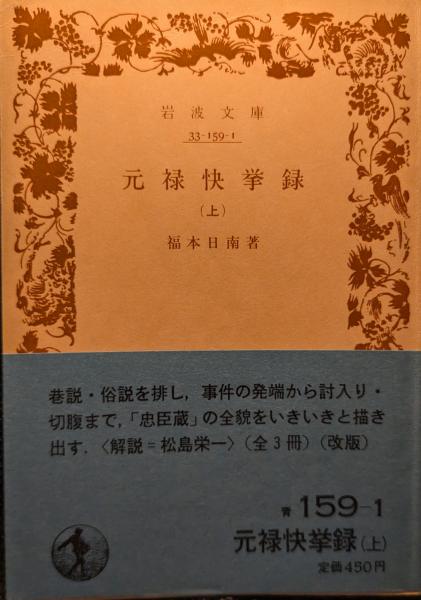 岩波文庫
33-159-1
元禄快挙録
(上)
福本日南著
巷説・俗説を排し，事件の発端から討入り・
切腹まで，「忠臣蔵」の全貌をいきいきと描き
出す．〈解説＝松島栄一〉（全3冊）（改版）
青 159-1
元禄快挙録(上)
定価450円